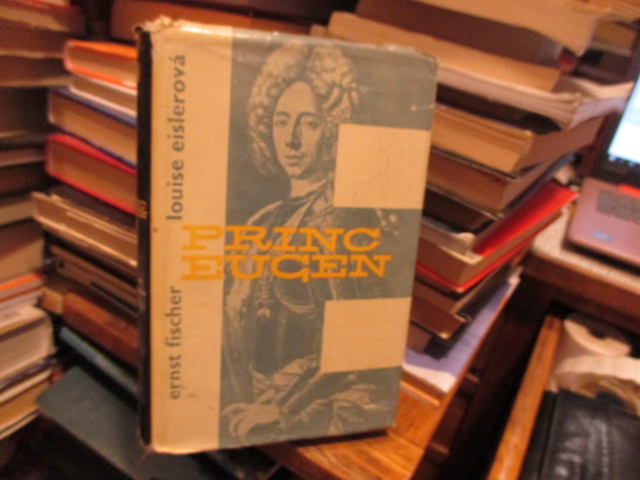 ernst fischer louise eislerová
PRINC
EUGEN